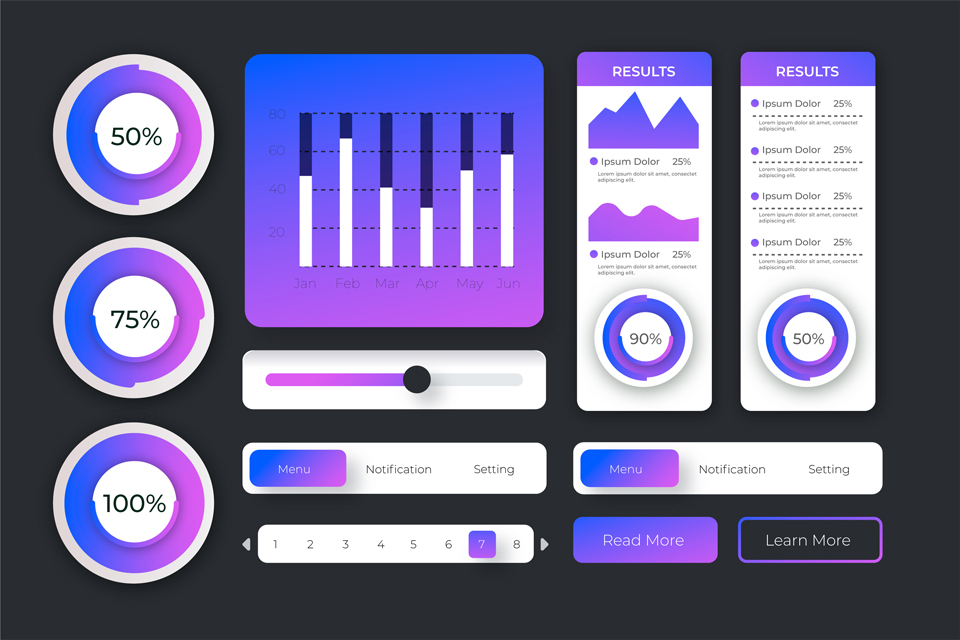 50%
75%
100%
80
60
40
20
Jan Feb Mar Apr May Jun
Menu Notification Setting
1 2 3 4 5 6 7 8
RESULTS
Ipsum Dolor 25%
Lorem ipsum dolor sit amet, consectet
adipiscing elit.
Ipsum Dolor 25%
Lorem ipsum dolor sit amet, consectet
adipiscing elit.
90%
RESULTS
Ipsum Dolor 25%
Lorem ipsum dolor sit amet, consectet
adipiscing elit.
Ipsum Dolor 25%
Lorem ipsum dolor sit amet, consectet
adipiscing elit.
Ipsum Dolor 25%
Lorem ipsum dolor sit amet, consectet
adipiscing elit.
Ipsum Dolor 25%
Lorem ipsum dolor sit amet, consectet
adipiscing elit.
50%
Menu Notification Setting
Read More
Learn More